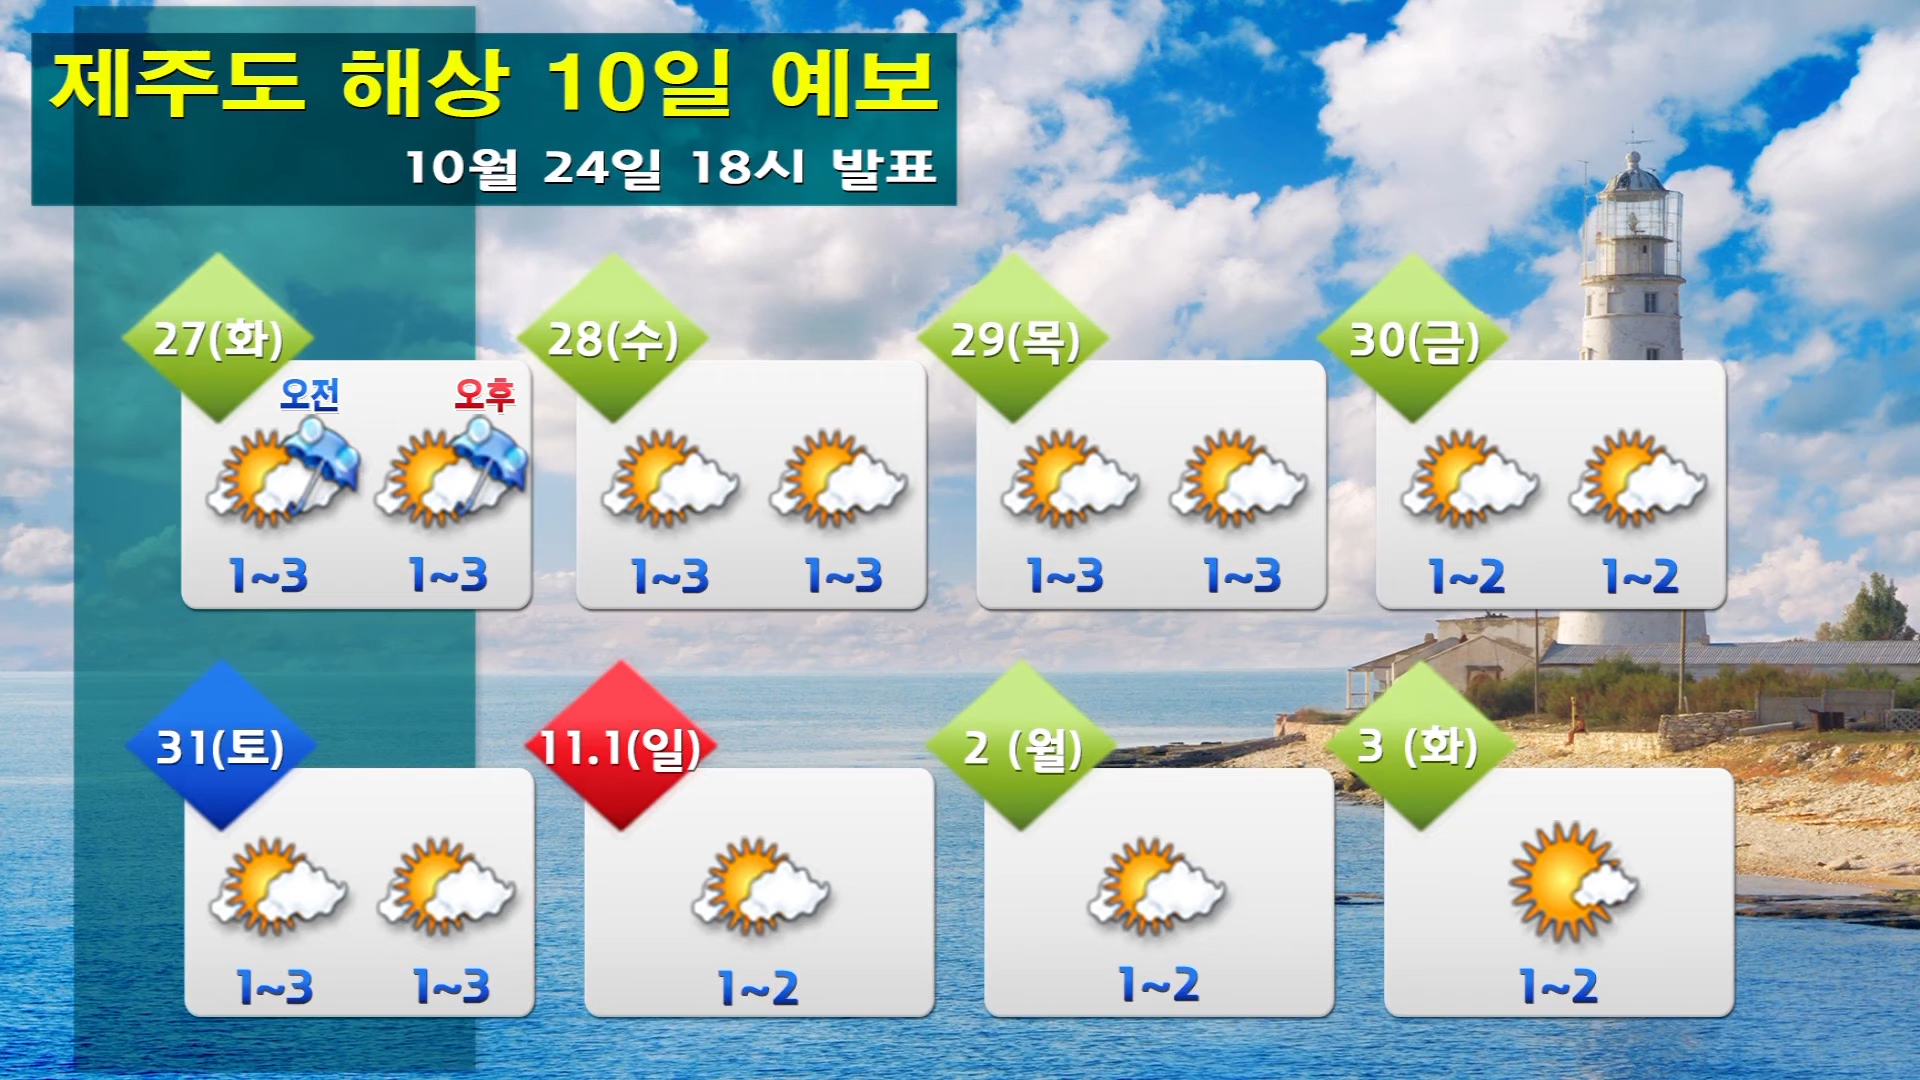 제주도 해상 10일 예보
10월 24일 18시 발표
27(화)
28(수)
29(목)
30(금)
오전
오후
1~3
1~3
1~3
1~3
1~3
1~3
1~2
1~2
31(토)
11.1(일)
2 (월)
3 (화)
1~3
1~3
1~2
1~2
1~2